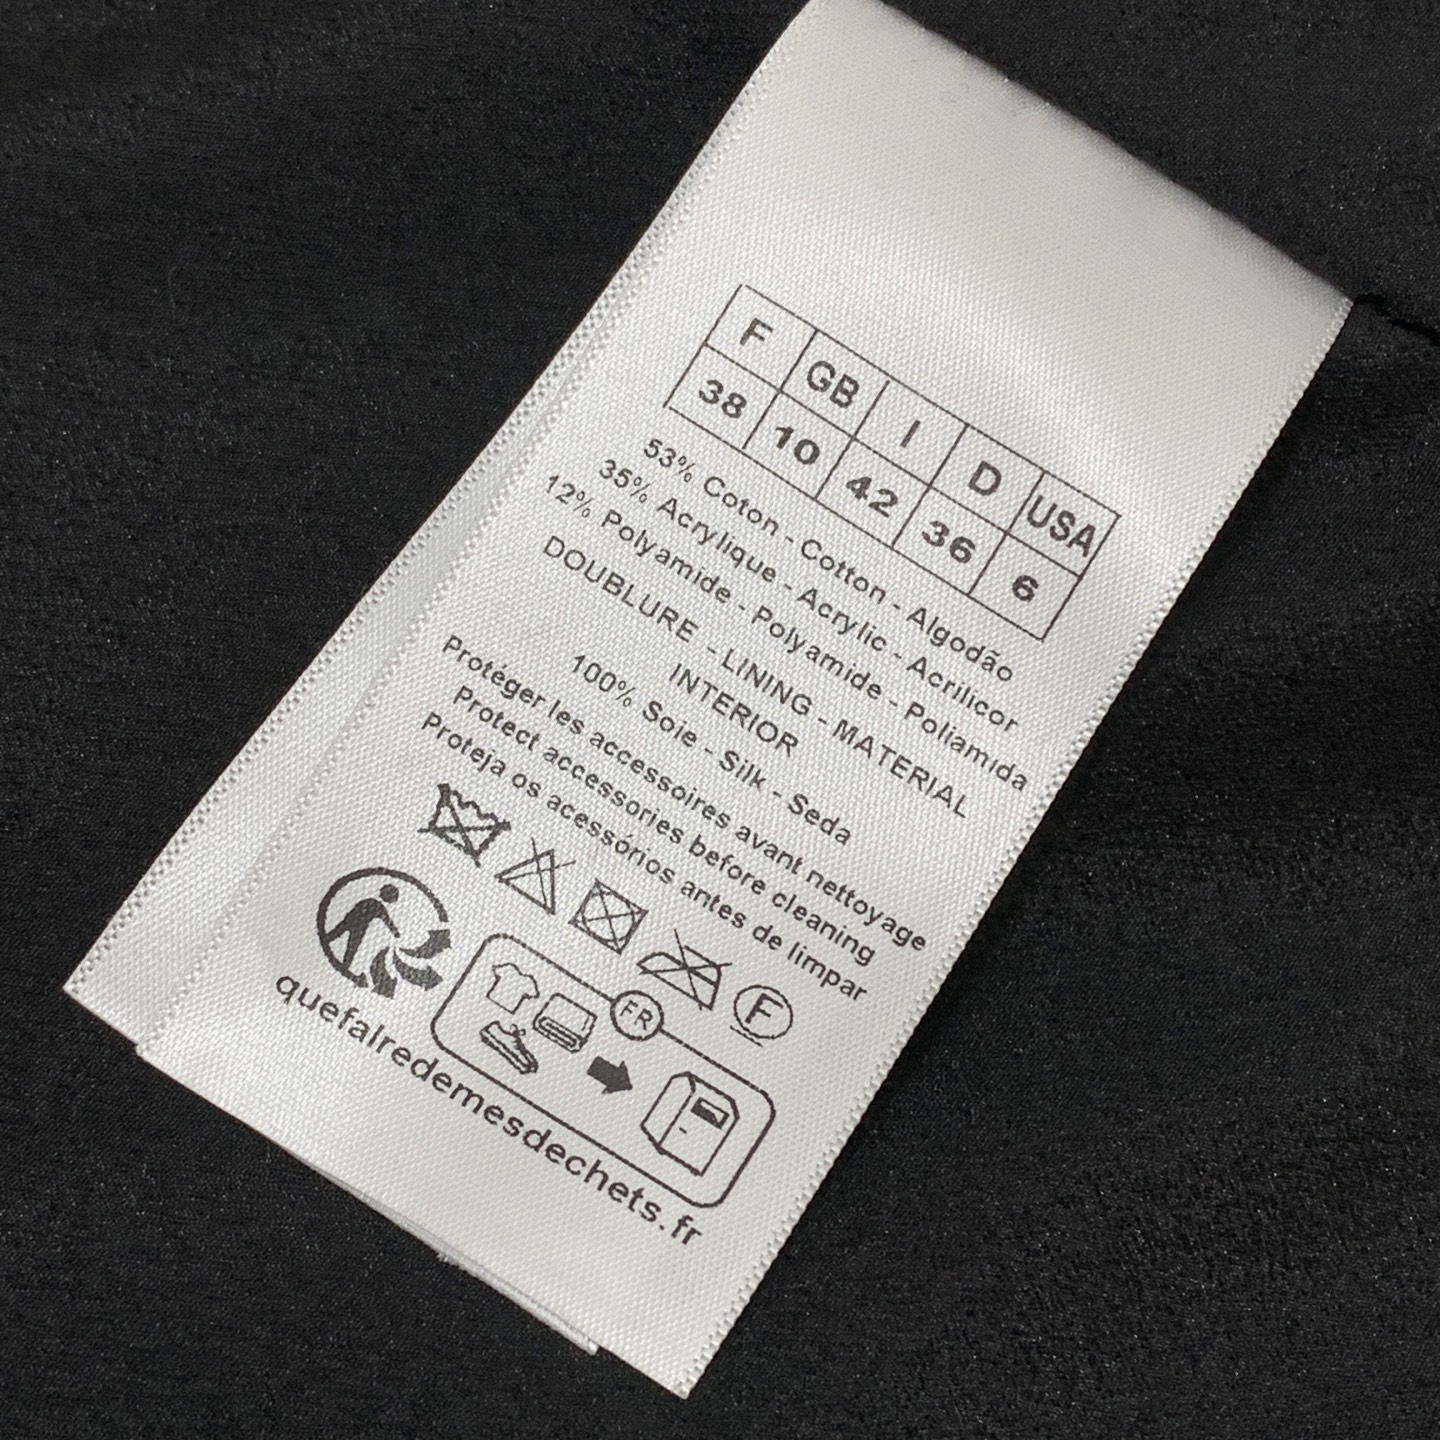 F GB I D USA
38 10 42 36 6
53% Coton - Cotton - Algodão
35% Acrylique - Acrylic - Acrilicor
12% Polyamide - Polyamide - Poliamida
DOUBLURE - LINING - MATERIAL
INTERIOR
100% Soie - Silk - Seda
Protéger les accessoires avant nettoyage
Protect accessories before cleaning
Proteja os acessórios antes de limpar
F
FR
quefairedemesdechets.fr